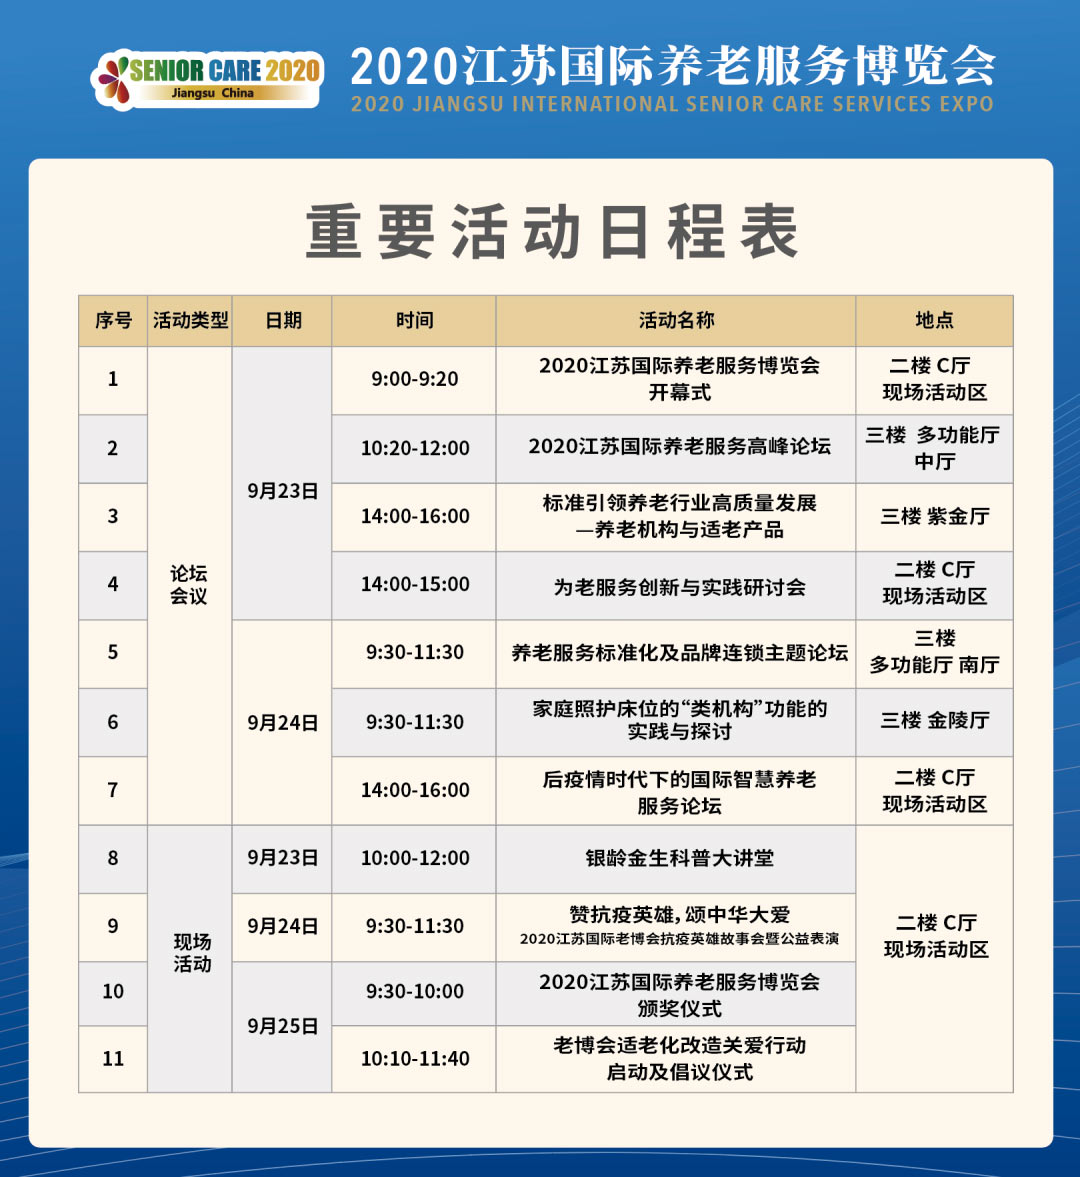 SENIOR CARE 2020
Jiangsu China
2020江苏国际养老服务博览会
2020 JIANGSU INTERNATIONAL SENIOR CARE SERVICES EXPO
重要活动日程表
序号 活动类型 日期 时间 活动名称 地点
论坛
会议
9月23日
1 9:00-9:20
2020江苏国际养老服务博览会
开幕式
二楼 C厅
现场活动区
2 10:20-12:00 2020江苏国际养老服务高峰论坛
三楼 多功能厅
中厅
3 14:00-16:00
标准引领养老行业高质量发展
—养老机构与适老产品
三楼 紫金厅
4 14:00-15:00 为老服务创新与实践研讨会
二楼 C厅
现场活动区
9月24日
5 9:30-11:30 养老服务标准化及品牌连锁主题论坛
三楼
多功能厅 南厅
6 9:30-11:30
家庭照护床位的“类机构”功能的
实践与探讨
三楼 金陵厅
7 14:00-16:00
后疫情时代下的国际智慧养老
服务论坛
二楼 C厅
现场活动区
现场
活动
8 9月23日 10:00-12:00 银龄金生科普大讲堂
9 9月24日 9:30-11:30
赞抗疫英雄，颂中华大爱
2020江苏国际老博会抗疫英雄故事会暨公益表演
二楼 C厅
现场活动区
9月25日
10 9:30-10:00
2020江苏国际养老服务博览会
颁奖仪式
11 10:10-11:40
老博会适老化改造关爱行动
启动及倡议仪式